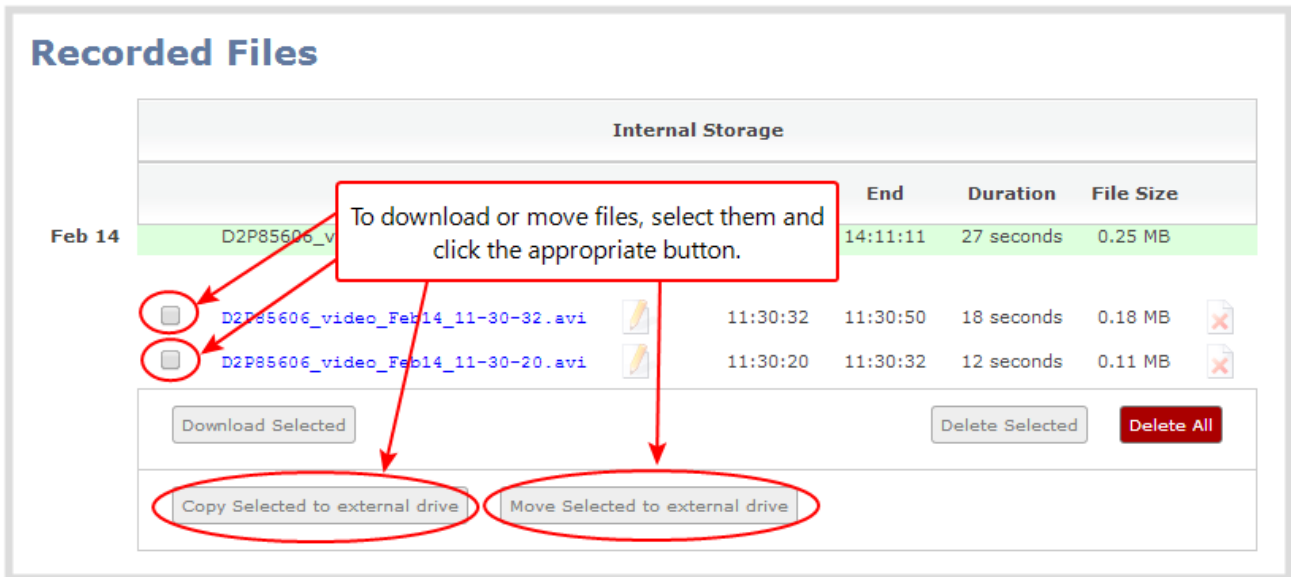 Recorded Files
Internal Storage
End Duration File Size
To download or move files, select them and
click the appropriate button.
Feb 14 D2P85606_v 14:11:11 27 seconds 0.25 MB
D2P85606_video_Feb14_11-30-32.avi 11:30:32 11:30:50 18 seconds 0.18 MB
D2P85606_video_Feb14_11-30-20.avi 11:30:20 11:30:32 12 seconds 0.11 MB
Download Selected Delete Selected Delete All
Copy Selected to external drive Move Selected to external drive